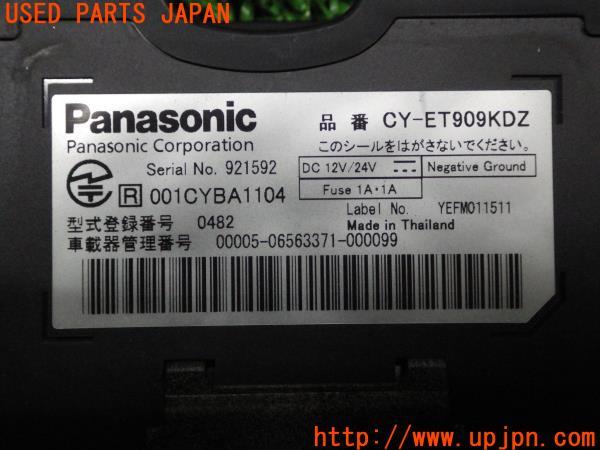 USED PARTS JAPAN
Panasonic
品 番 CY-ET909KDZ
Panasonic Corporation
このシールをはがさないでください。
Serial No. 921592
DC 12V/24V
Negative Ground
Fuse 1A・1A
R 001CYBA1104
Label No. YEFM011511
型式登録番号 0482
Made in Thailand
車載器管理番号 00005-06563371-000099
http://www.upjpn.com/